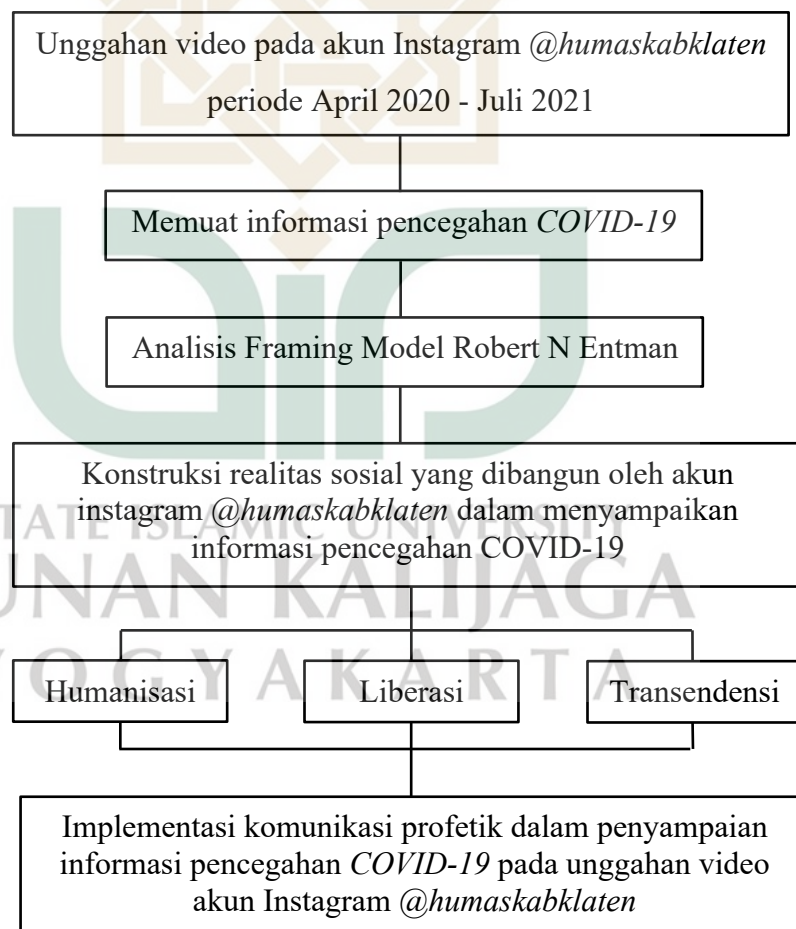 Unggahan video pada akun Instagram @humaskabklaten
periode April 2020 - Juli 2021
Memuat informasi pencegahan COVID-19
Analisis Framing Model Robert N Entman
Konstruksi realitas sosial yang dibangun oleh akun
instagram @humaskabklaten dalam menyampaikan
informasi pencegahan COVID-19
TATE ISLAMIC UNIVERSITY
UNAN KALIJAGA
YOGYAKARTA
Humanisasi
Liberasi
Transendensi
Implementasi komunikasi profetik dalam penyampaian
informasi pencegahan COVID-19 pada unggahan video
akun Instagram @humaskabklaten